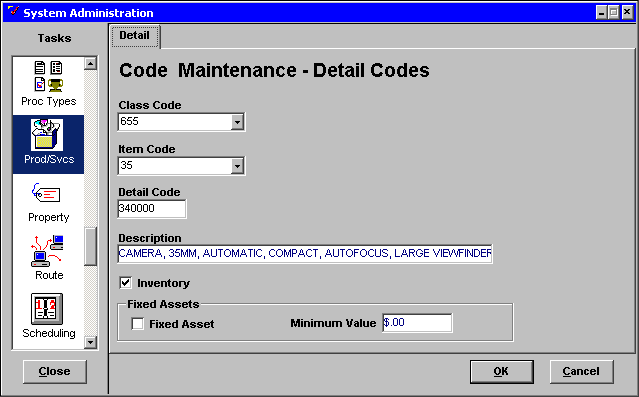 System Administration
Tasks
Proc Types
Prod/Svcs
Property
Route
Scheduling
Close
Detail
Code Maintenance - Detail Codes
Class Code
655
Item Code
35
Detail Code
340000
Description
CAMERA, 35MM, AUTOMATIC, COMPACT, AUTOFOCUS, LARGE VIEWFINDER
Inventory
Fixed Assets
Fixed Asset
Minimum Value $.00
OK
Cancel